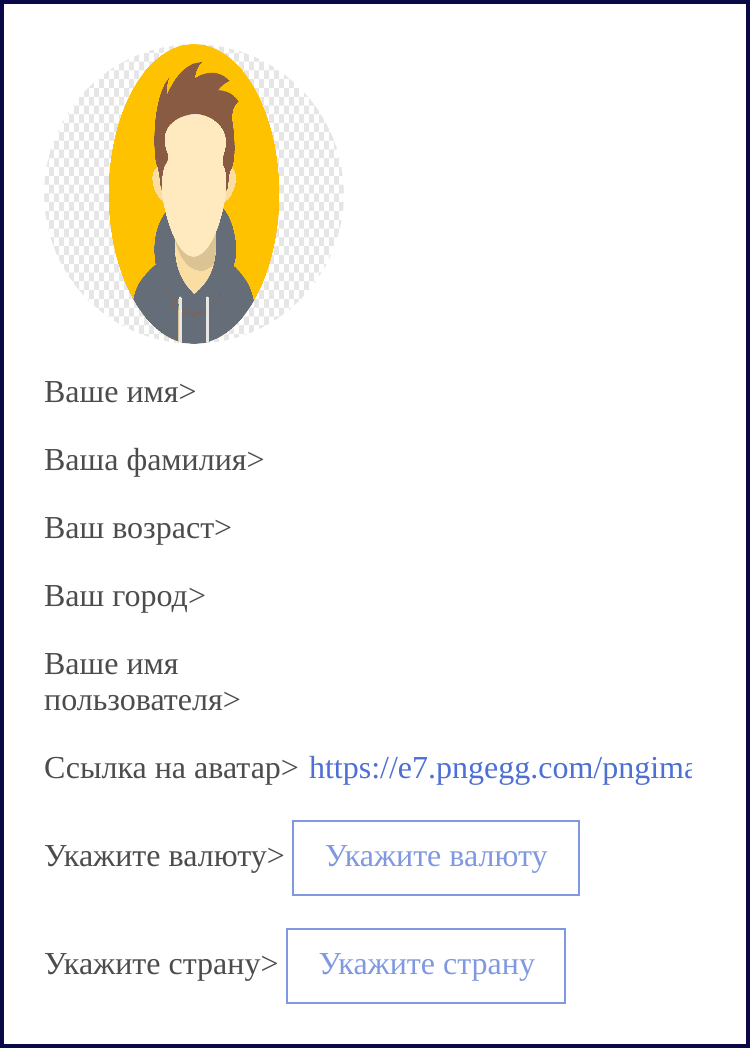 Ваше имя>
Ваша фамилия>
Ваш возраст>
Ваш город>
Ваше имя
пользователя>
Ссылка на аватар> https://e7.pngegg.com/pngima
Укажите валюту> Укажите валюту
Укажите страну> Укажите страну